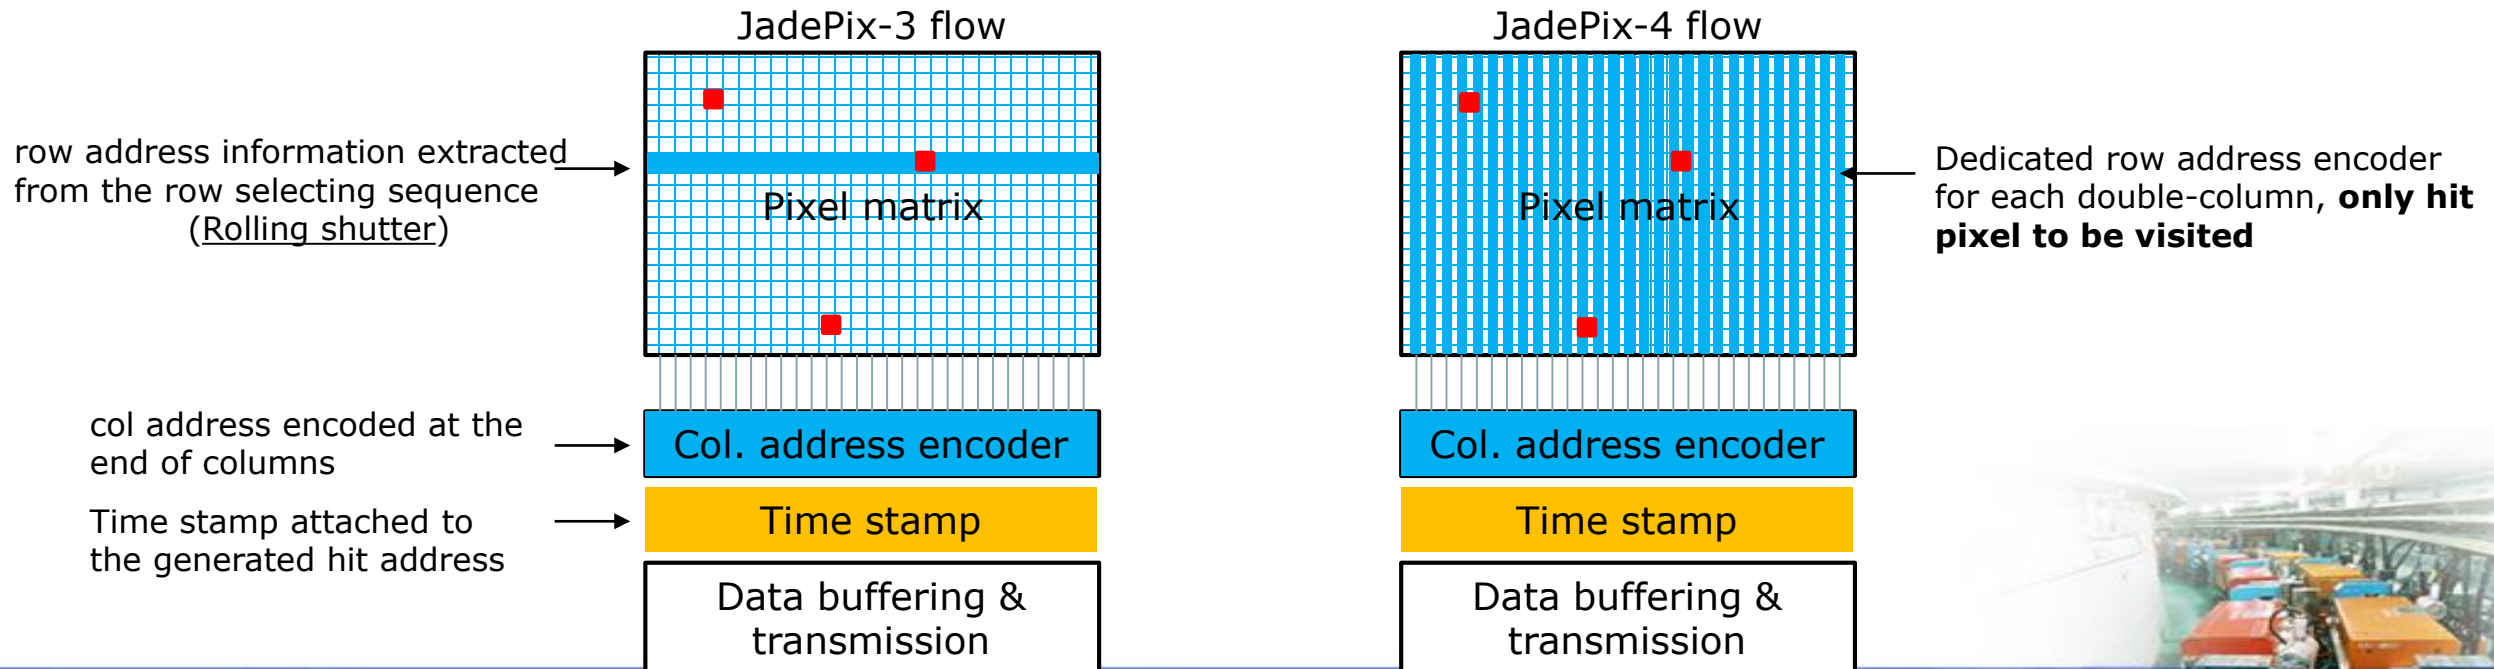 JadePix-3 flow
JadePix-4 flow
row address information extracted
from the row selecting sequence
(Rolling shutter)
Pixel matrix
Pixel matrix
Dedicated row address encoder
for each double-column, only hit
pixel to be visited
col address encoded at the
end of columns
Col. address encoder
Col. address encoder
Time stamp attached to
the generated hit address
Time stamp
Time stamp
Data buffering &
transmission
Data buffering &
transmission